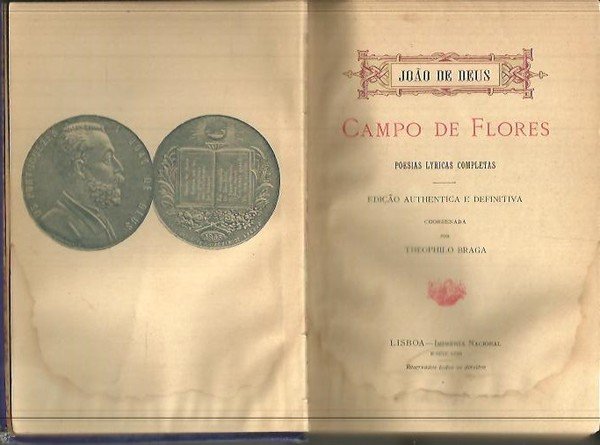 JOÃO DE DEUS
CAMPO DE FLORES
POESIAS LYRICAS COMPLETAS
EDIÇÃO AUTHENTICA E DEFINITIVA
COORDENADA
POR
THEOPHILO BRAGA
LISBOA—IMPRENSA NACIONAL
Reservados todos os direitos